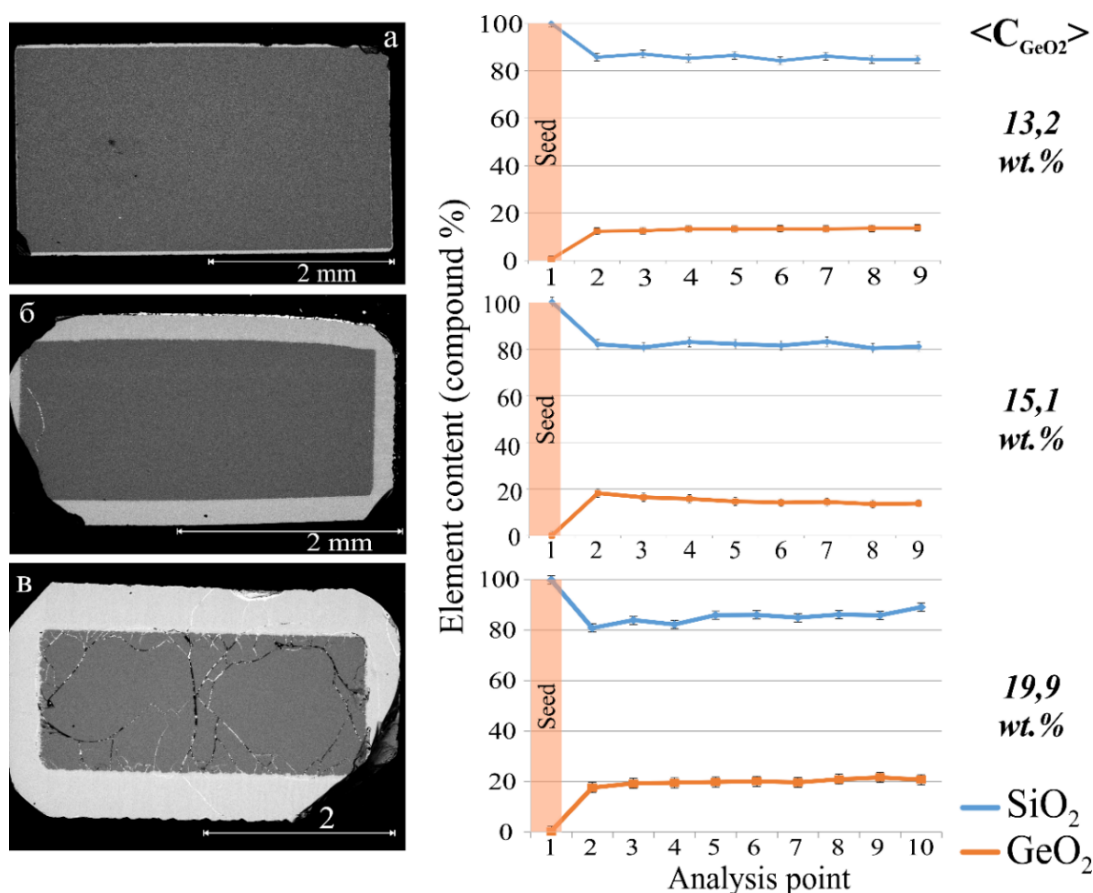 а
2 mm
б
2 mm
в
2
Element content (compound %)
100
80
60
40
20
0
Seed
1 2 3 4 5 6 7 8 9
100
80
60
40
20
0
Seed
1 2 3 4 5 6 7 8 9
100
80
60
40
20
0
Seed
1 2 3 4 5 6 7 8 9 10
Analysis point
<C_GeO2>
13,2
wt.%
15,1
wt.%
19,9
wt.%
SiO₂
GeO₂